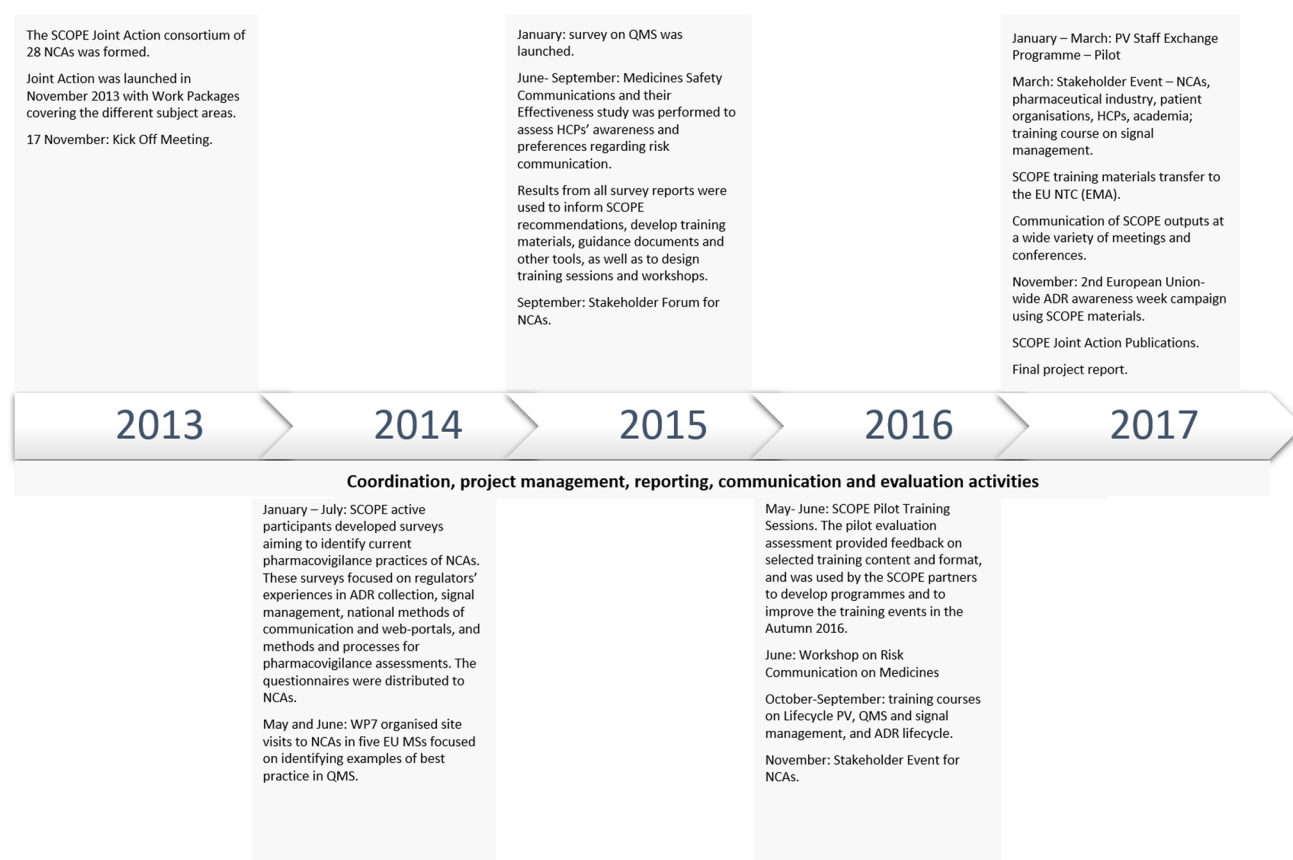 The SCOPE Joint Action consortium of
28 NCAs was formed.
Joint Action was launched in
November 2013 with Work Packages
covering the different subject areas.
17 November: Kick Off Meeting.
January: survey on QMS was
launched.
June- September: Medicines Safety
Communications and their
Effectiveness study was performed to
assess HCPs’ awareness and
preferences regarding risk
communication.
Results from all survey reports were
used to inform SCOPE
recommendations, develop training
materials, guidance documents and
other tools, as well as to design
training sessions and workshops.
September: Stakeholder Forum for
NCAs.
January – March: PV Staff Exchange
Programme – Pilot
March: Stakeholder Event – NCAs,
pharmaceutical industry, patient
organisations, HCPs, academia;
training course on signal
management.
SCOPE training materials transfer to
the EU NTC (EMA).
Communication of SCOPE outputs at
a wide variety of meetings and
conferences.
November: 2nd European Union-
wide ADR awareness week campaign
using SCOPE materials.
SCOPE Joint Action Publications.
Final project report.
2013
2014
2015
2016
2017
Coordination, project management, reporting, communication and evaluation activities
January – July: SCOPE active
participants developed surveys
aiming to identify current
pharmacovigilance practices of NCAs.
These surveys focused on regulators’
experiences in ADR collection, signal
management, national methods of
communication and web-portals, and
methods and processes for
pharmacovigilance assessments. The
questionnaires were distributed to
NCAs.
May and June: WP7 organised site
visits to NCAs in five EU MSs focused
on identifying examples of best
practice in QMS.
May- June: SCOPE Pilot Training
Sessions. The pilot evaluation
assessment provided feedback on
selected training content and format,
and was used by the SCOPE partners
to develop programmes and to
improve the training events in the
Autumn 2016.
June: Workshop on Risk
Communication on Medicines
October-September: training courses
on Lifecycle PV, QMS and signal
management, and ADR lifecycle.
November: Stakeholder Event for
NCAs.